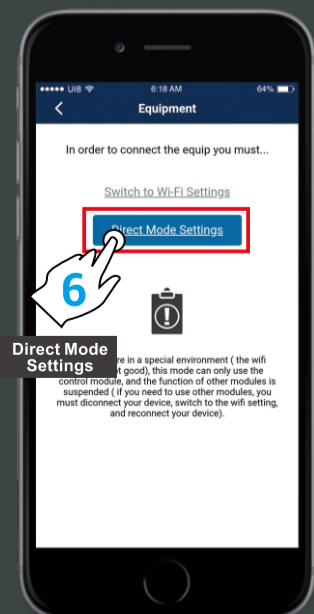 UI8 6:18 AM 64%
Equipment
In order to connect the equip you must...
Switch to Wi-Fi Settings
Direct Mode Settings
6
Direct Mode
Settings
re in a special environment ( the wifi
t good), this mode can only use the
control module, and the function of other modules is
suspended ( if you need to use other modules, you
must diconnect your device, switch to the wifi setting,
and reconnect your device).